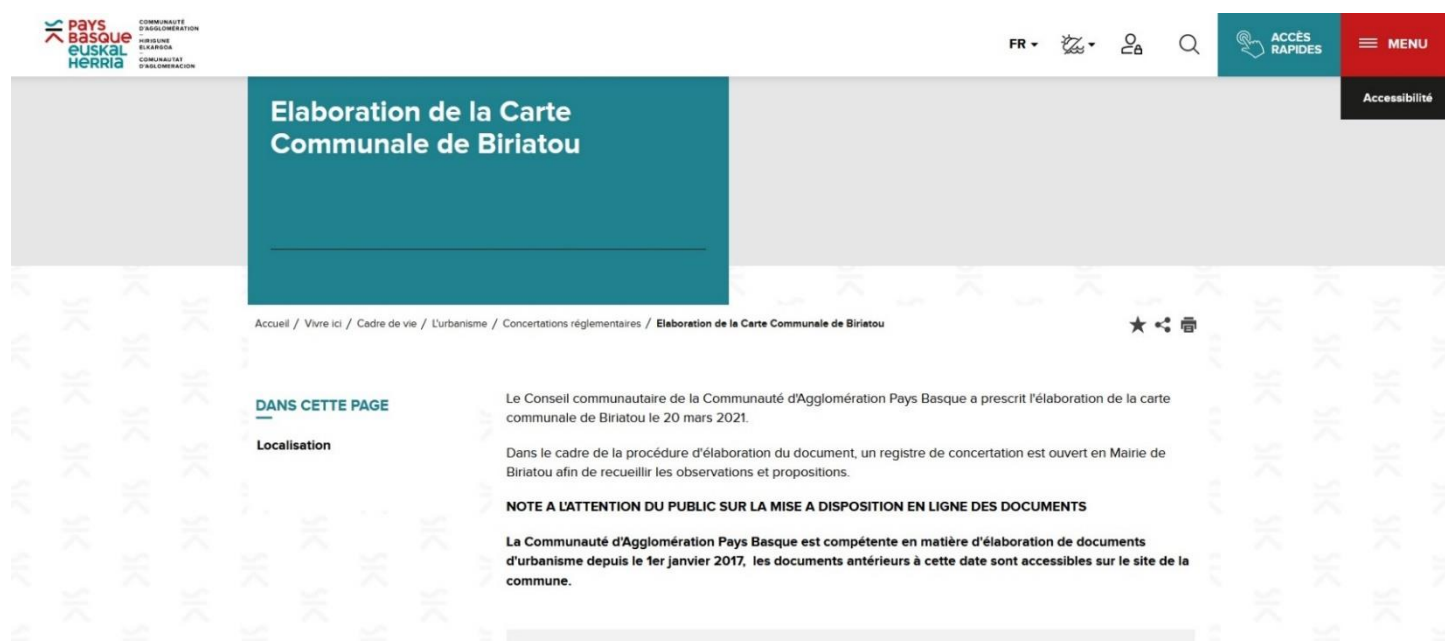 PAYS
BASQUE
EUSKAL
HERRIA
COMMUNAUTÉ
D'AGGLOMÉRATION
HIRIGUNE
ELKARGOA
COMUNAUTAT
D'AGLOMERACION
FR
ACCÈS
RAPIDES
MENU
Accessibilité
Elaboration de la Carte
Communale de Biriatou
Accueil / Vivre ici / Cadre de vie / L'urbanisme / Concertations réglementaires / Elaboration de la Carte Communale de Biriatou
DANS CETTE PAGE
Localisation
Le Conseil communautaire de la Communauté d'Agglomération Pays Basque a prescrit l'élaboration de la carte
communale de Biriatou le 20 mars 2021.
Dans le cadre de la procédure d'élaboration du document, un registre de concertation est ouvert en Mairie de
Biriatou afin de recueillir les observations et propositions.
NOTE A L'ATTENTION DU PUBLIC SUR LA MISE A DISPOSITION EN LIGNE DES DOCUMENTS
La Communauté d'Agglomération Pays Basque est compétente en matière d'élaboration de documents
d'urbanisme depuis le 1er janvier 2017, les documents antérieurs à cette date sont accessibles sur le site de la
commune.